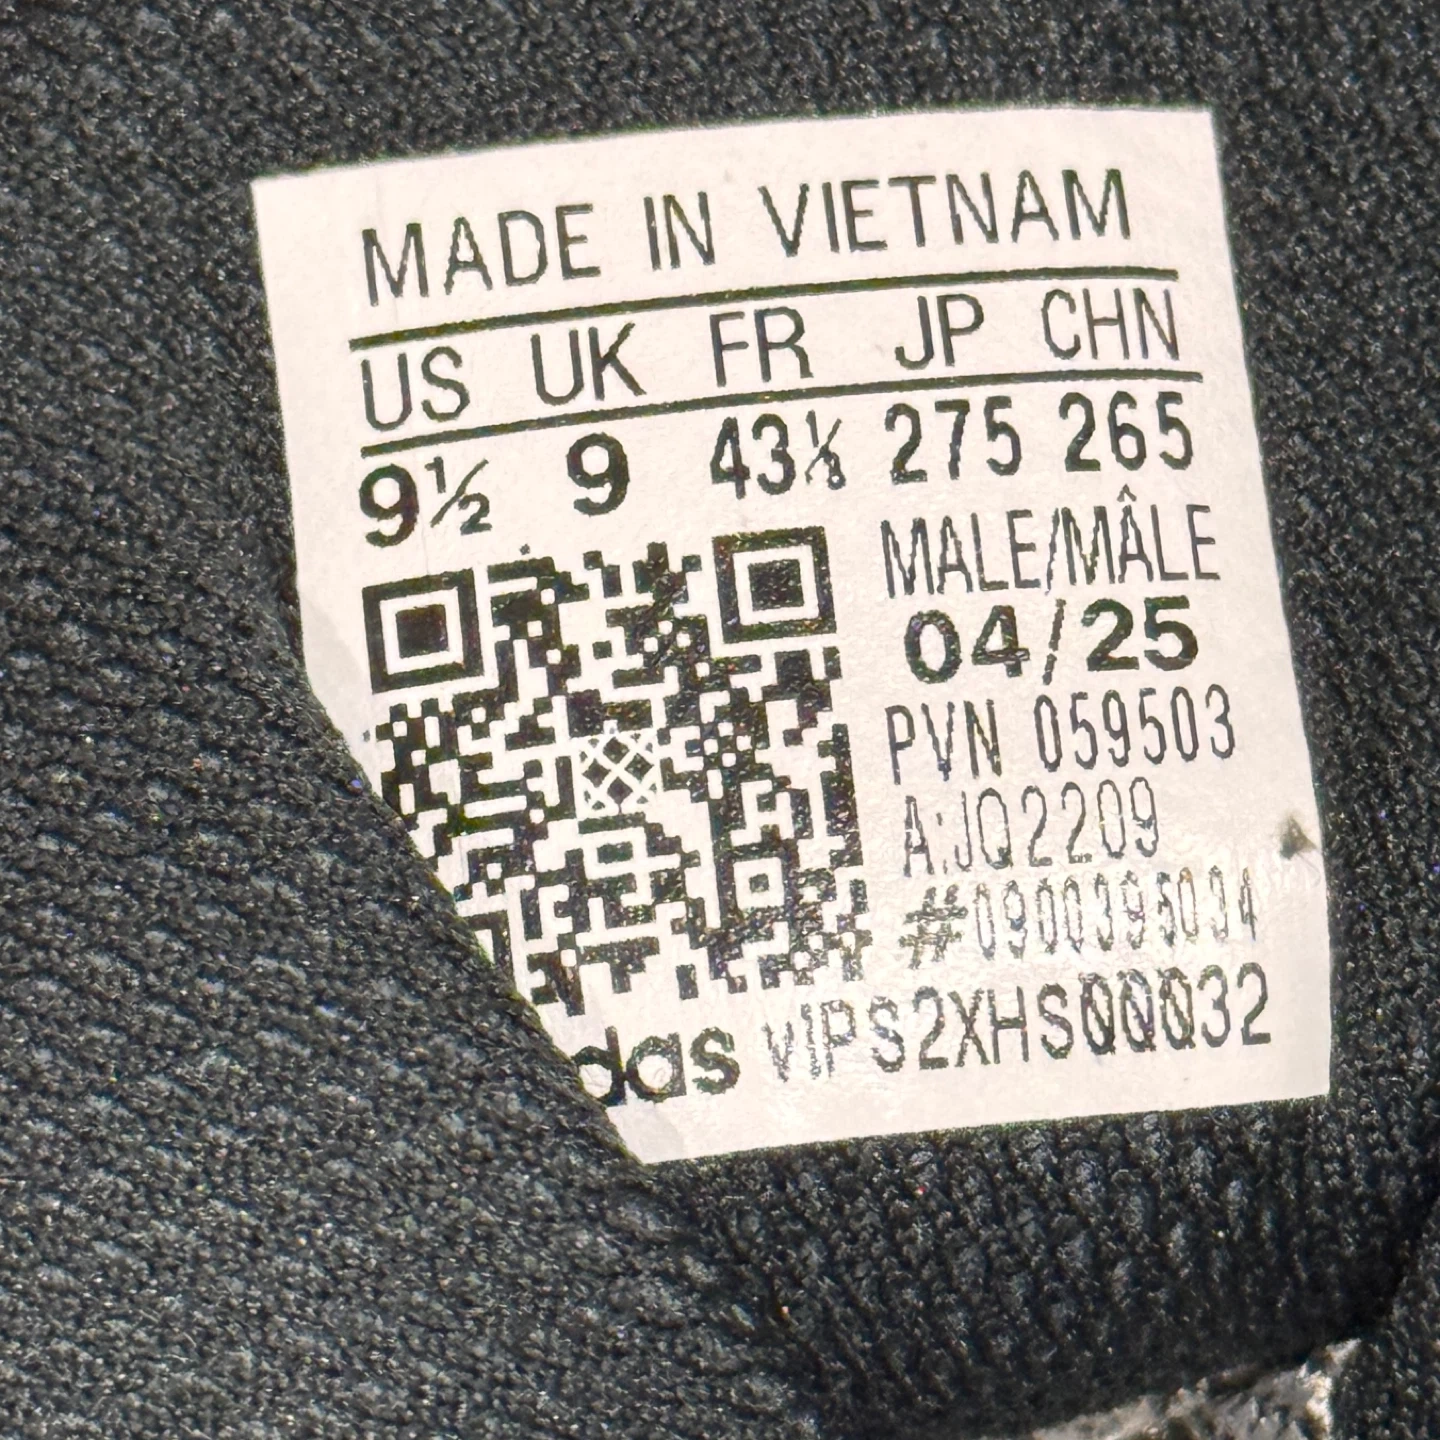 MADE IN VIETNAM
US UK FR JP CHN
9½ 9 43⅓ 275 265
MALE/MÂLE
04/25
PVN 059503
A:JQ2209
#0900395034
das VIPS2XHS00032